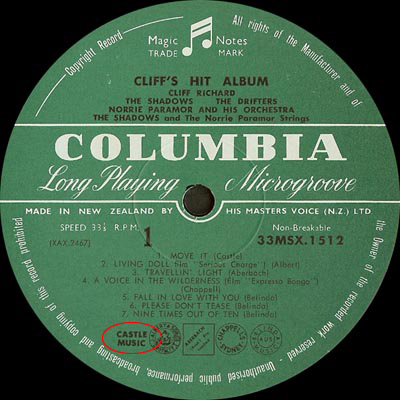 Copyright Record All rights of the Manufacturer and of
Magic Notes
TRADE MARK
CLIFF'S HIT ALBUM
CLIFF RICHARD
THE SHADOWS THE DRIFTERS
NORRIE PARAMOR AND HIS ORCHESTRA
THE SHADOWS and The Norrie Paramor Strings
COLUMBIA
Long Playing Microgroove
MADE IN NEW ZEALAND BY HIS MASTERS VOICE (N.Z.) LTD
SPEED 33⅓ R.P.M. 1 Non-Breakable
(XAX.2467) 33MSX.1512
1. MOVE IT (Castle)
2. LIVING DOLL film "Serious Charge") (Albert)
3. TRAVELLIN' LIGHT (Aberbach)
4. A VOICE IN THE WILDERNESS (film "Expresso Bongo")
(Chappell)
5. FALL IN LOVE WITH YOU (Belinda)
6. PLEASE DON'T TEASE (Belinda)
7. NINE TIMES OUT OF TEN (Belinda)
CASTLE
MUSIC
the Owner of the recorded work reserved
Unauthorised public performance, broadcasting and copying of this record prohibited